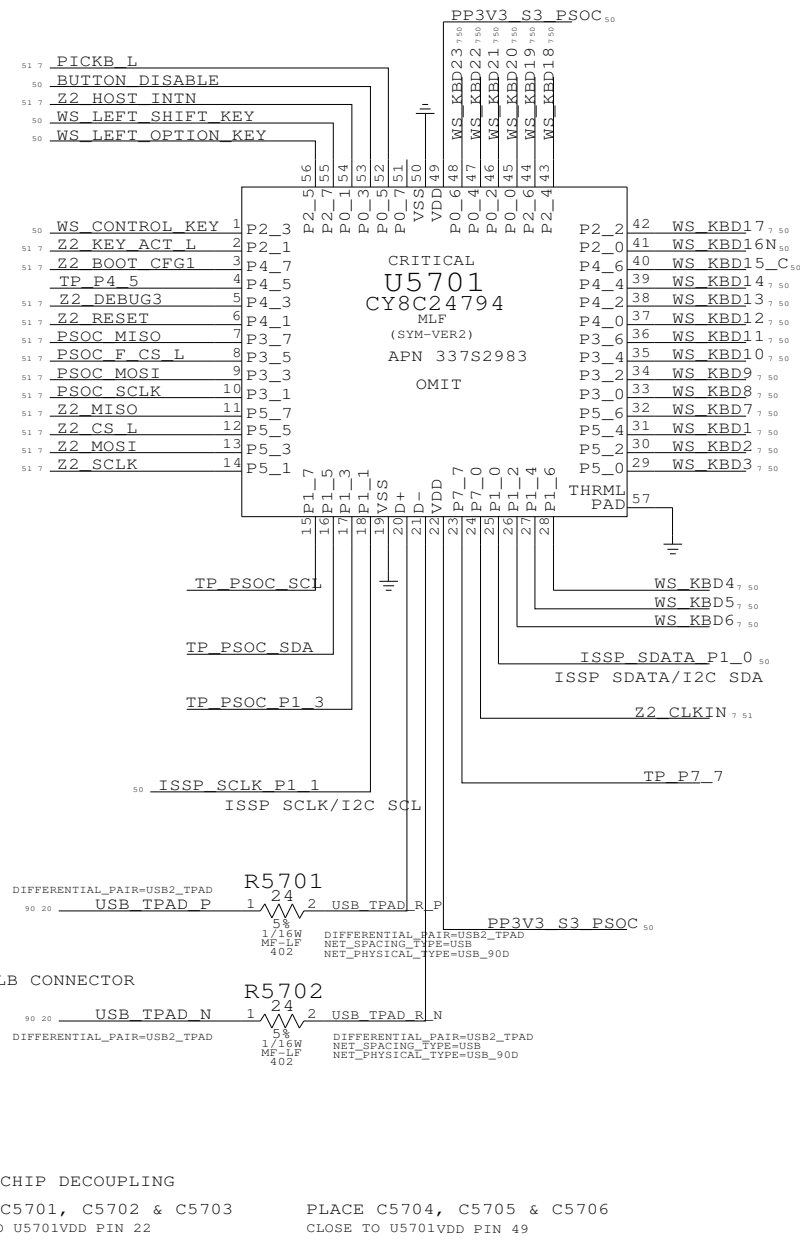 PP3V3_S3_PSOC 50
51 7 PICKB_L
50 BUTTON_DISABLE
51 7 Z2_HOST_INTN
50 WS_LEFT_SHIFT_KEY
50 WS_LEFT_OPTION_KEY
WS_KBD23 7 50
WS_KBD22 7 50
WS_KBD21 7 50
WS_KBD20 7 50
WS_KBD19 7 50
WS_KBD18 7 50
56 55 54 53 52 51 50 49 48 47 46 45 44 43
P2_5 P2_7 P0_1 P0_3 P0_5 P0_7 VSS VDD P0_6 P0_4 P0_2 P0_0 P2_6 P2_4
50 WS_CONTROL_KEY 1 P2_3
51 7 Z2_KEY_ACT_L 2 P2_1
51 7 Z2_BOOT_CFG1 3 P4_7
TP_P4_5 4 P4_5
51 7 Z2_DEBUG3 5 P4_3
51 7 Z2_RESET 6 P4_1
51 7 PSOC_MISO 7 P3_7
51 7 PSOC_F_CS_L 8 P3_5
51 7 PSOC_MOSI 9 P3_3
51 7 PSOC_SCLK 10 P3_1
51 7 Z2_MISO 11 P5_7
51 7 Z2_CS_L 12 P5_5
51 7 Z2_MOSI 13 P5_3
51 7 Z2_SCLK 14 P5_1
CRITICAL
U5701
CY8C24794
MLF
(SYM-VER2)
APN 337S2983
OMIT
P2_2 42 WS_KBD17 7 50
P2_0 41 WS_KBD16N 50
P4_6 40 WS_KBD15_C 50
P4_4 39 WS_KBD14 7 50
P4_2 38 WS_KBD13 7 50
P4_0 37 WS_KBD12 7 50
P3_6 36 WS_KBD11 7 50
P3_4 35 WS_KBD10 7 50
P3_2 34 WS_KBD9 7 50
P3_0 33 WS_KBD8 7 50
P5_6 32 WS_KBD7 7 50
P5_4 31 WS_KBD1 7 50
P5_2 30 WS_KBD2 7 50
P5_0 29 WS_KBD3 7 50
THRML
PAD 57
P1_7 P1_5 P1_3 P1_1 VSS D+ D- VDD P7_7 P7_0 P1_0 P1_2 P1_4 P1_6
15 16 17 18 19 20 21 22 23 24 25 26 27 28
TP_PSOC_SCL
WS_KBD4 7 50
WS_KBD5 7 50
WS_KBD6 7 50
TP_PSOC_SDA
ISSP_SDATA_P1_0 50
ISSP SDATA/I2C SDA
TP_PSOC_P1_3
Z2_CLKIN 7 51
TP_P7_7
50 ISSP_SCLK_P1_1
ISSP SCLK/I2C SCL
R5701
DIFFERENTIAL_PAIR=USB2_TPAD
90 20 USB_TPAD_P 1 24 2 USB_TPAD_R_P
5%
1/16W
MF-LF
402
DIFFERENTIAL_PAIR=USB2_TPAD
NET_SPACING_TYPE=USB
NET_PHYSICAL_TYPE=USB_90D
PP3V3_S3_PSOC 50
LB CONNECTOR
R5702
90 20 USB_TPAD_N 1 24 2 USB_TPAD_R_N
DIFFERENTIAL_PAIR=USB2_TPAD
5%
1/16W
MF-LF
402
DIFFERENTIAL_PAIR=USB2_TPAD
NET_SPACING_TYPE=USB
NET_PHYSICAL_TYPE=USB_90D
CHIP DECOUPLING
C5701, C5702 & C5703
O U5701VDD PIN 22
PLACE C5704, C5705 & C5706
CLOSE TO U5701VDD PIN 49